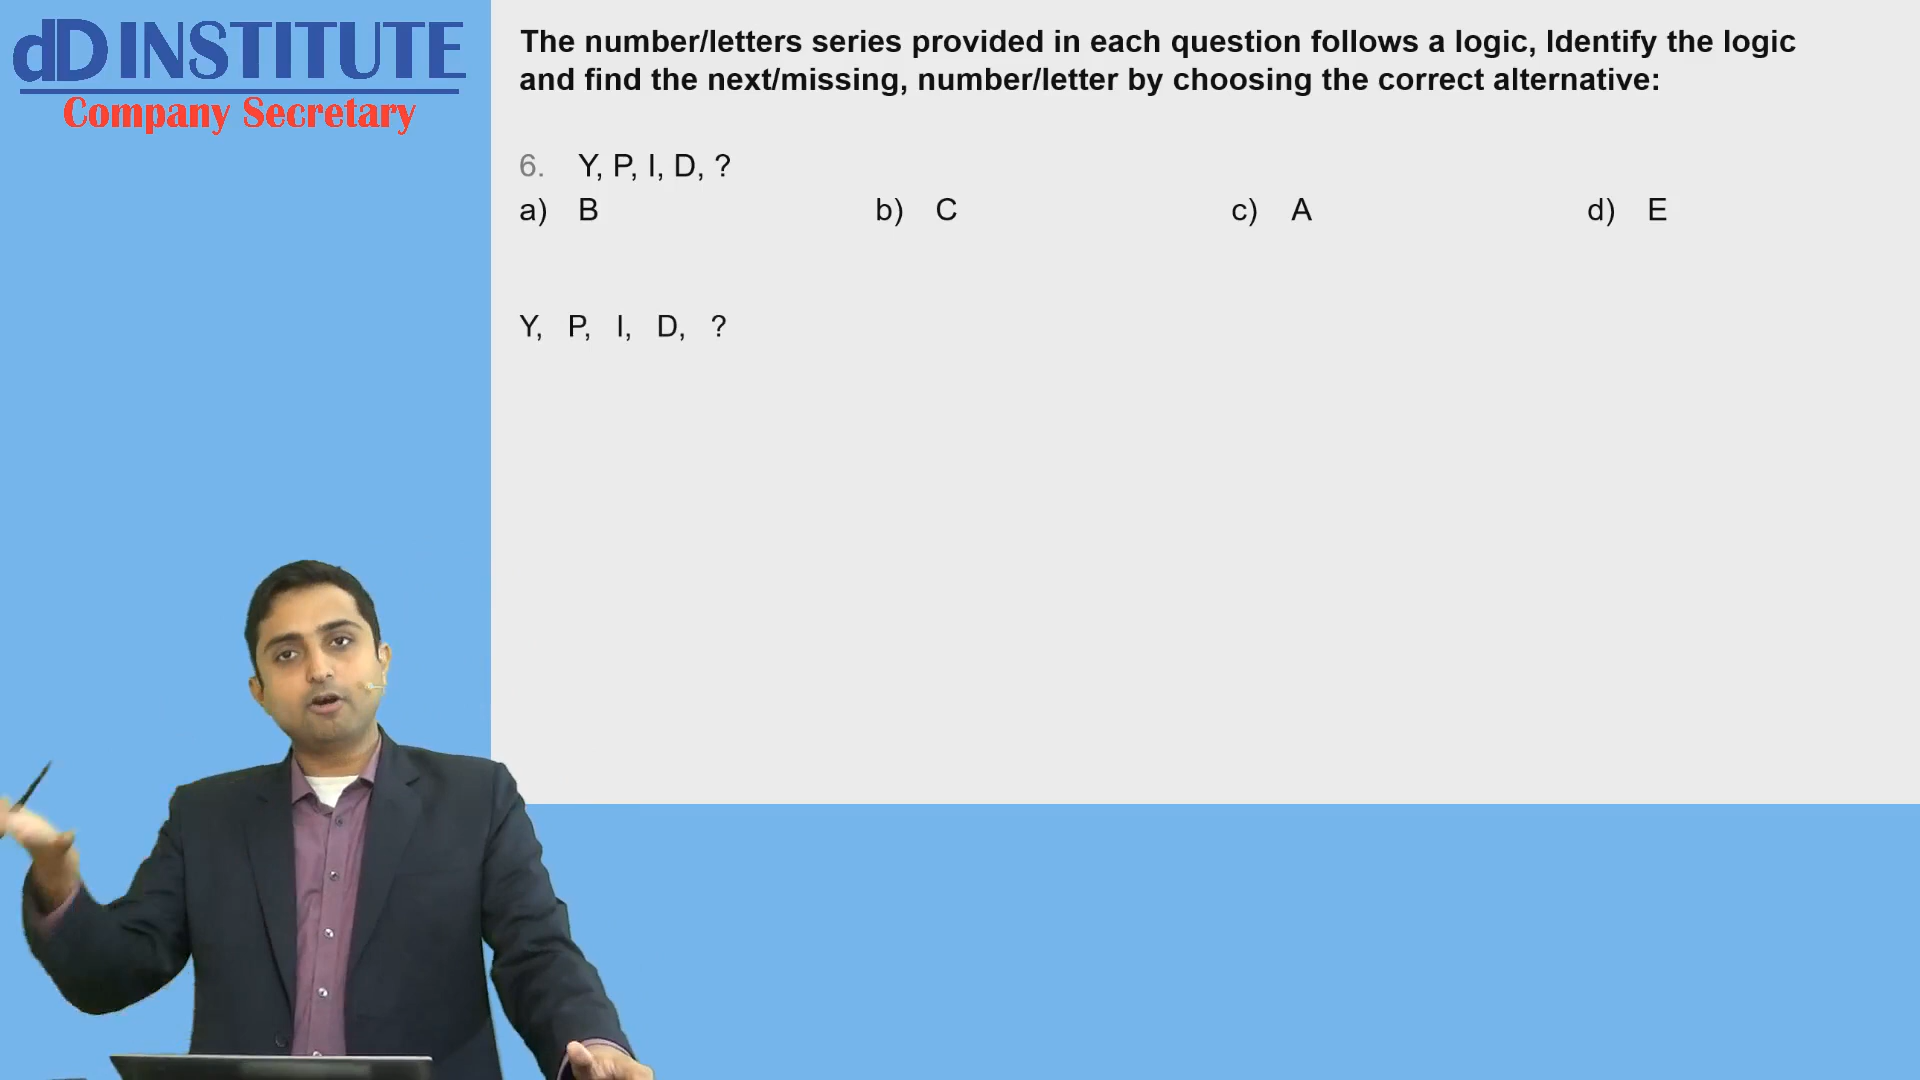 dD INSTITUTE
Company Secretary
The number/letters series provided in each question follows a logic, Identify the logic
and find the next/missing, number/letter by choosing the correct alternative:
6. Y, P, I, D, ?
a) B b) C c) A d) E
Y, P, I, D, ?